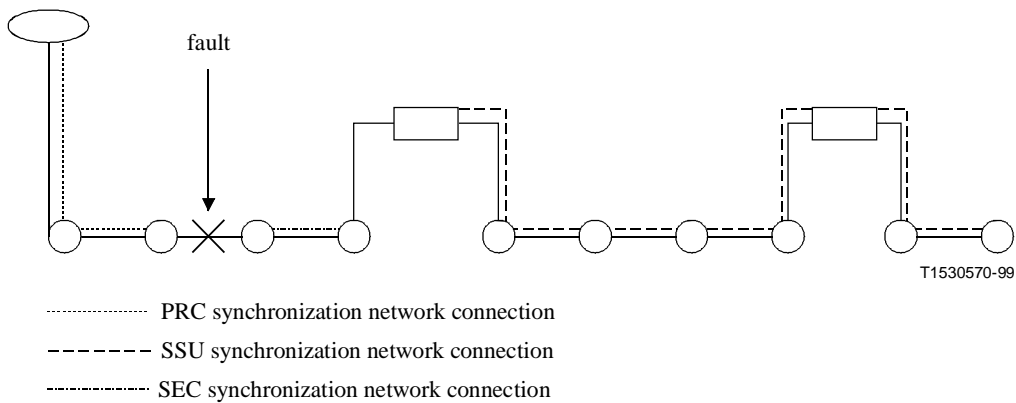 fault
T1530570-99
PRC synchronization network connection
SSU synchronization network connection
SEC synchronization network connection